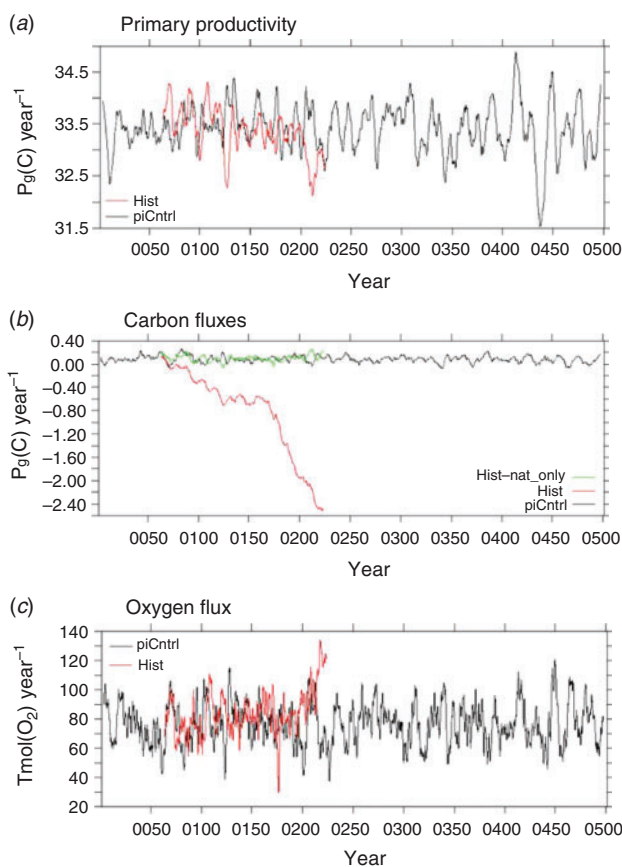 (a) Primary productivity
Pg(C) year–1
34.5
33.5
32.5
31.5
Hist
piCntrl
0050 0100 0150 0200 0250 0300 0350 0400 0450 0500
Year
(b) Carbon fluxes
Pg(C) year–1
0.40
0.00
–0.40
–0.80
–1.20
–1.60
–2.00
–2.40
Hist–nat_only
Hist
piCntrl
0050 0100 0150 0200 0250 0300 0350 0400 0450 0500
Year
(c) Oxygen flux
Tmol(O2) year–1
140
120
100
80
60
40
20
piCntrl
Hist
0050 0100 0150 0200 0250 0300 0350 0400 0450 0500
Year